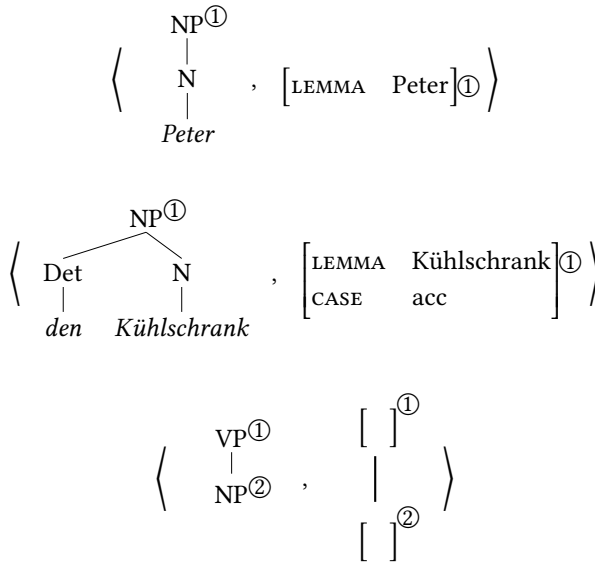 NP①
N
Peter
, [LEMMA Peter]①
NP①
Det N
den Kühlschrank
, [LEMMA Kühlschrank
CASE acc]①
VP①
NP②
, [ ]①
[ ]②